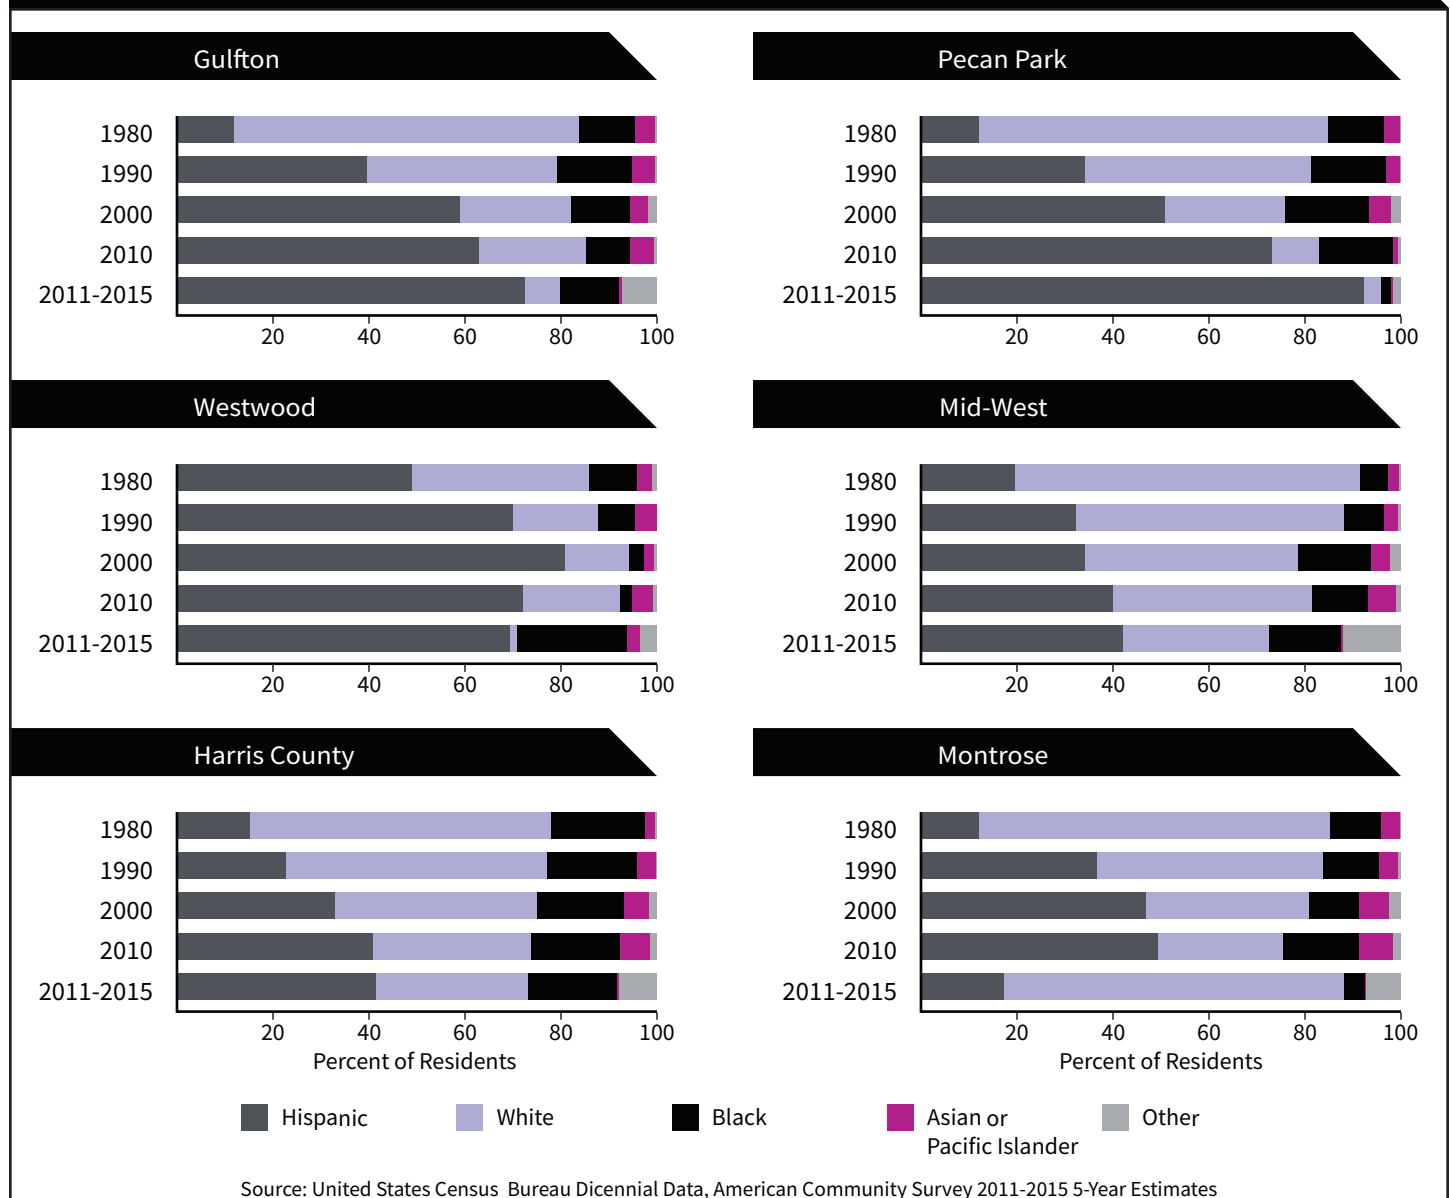 Gulfton
1980
1990
2000
2010
2011-2015
20 40 60 80 100
Pecan Park
1980
1990
2000
2010
2011-2015
20 40 60 80 100
Westwood
1980
1990
2000
2010
2011-2015
20 40 60 80 100
Mid-West
1980
1990
2000
2010
2011-2015
20 40 60 80 100
Harris County
1980
1990
2000
2010
2011-2015
20 40 60 80 100
Percent of Residents
Montrose
1980
1990
2000
2010
2011-2015
20 40 60 80 100
Percent of Residents
Hispanic
White
Black
Asian or
Pacific Islander
Other
Source: United States Census Bureau Dicennial Data, American Community Survey 2011-2015 5-Year Estimates